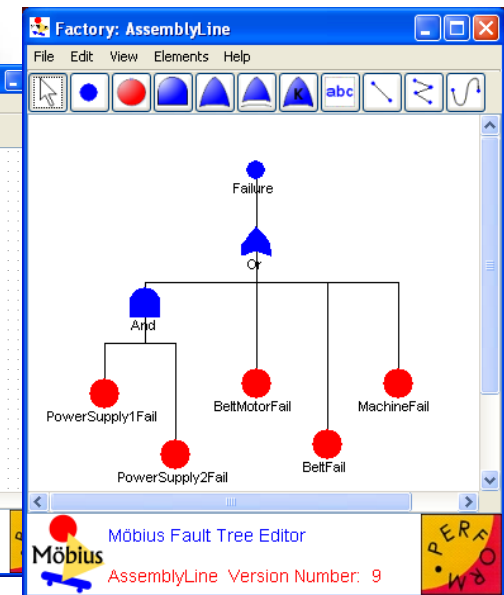 Factory: AssemblyLine
File Edit View Elements Help
K abc
Failure
Or
And
PowerSupply1Fail
BeltMotorFail
MachineFail
PowerSupply2Fail
BeltFail
Möbius
Möbius Fault Tree Editor
AssemblyLine Version Number: 9
PERFORM